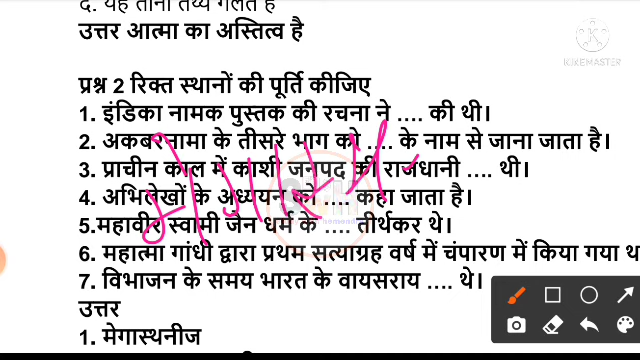 द. यह तीनों तथ्य गलत है
उत्तर आत्मा का अस्तित्व है
KINEMASTER
प्रश्न 2 रिक्त स्थानों की पूर्ति कीजिए
1. इंडिका नामक पुस्तक की रचना ने .... की थी।
2. अकबरनामा के तीसरे भाग को .... के नाम से जाना जाता है।
3. प्राचीन काल में काशी जनपद की राजधानी .... थी।
4. अभिलेखों के अध्ययन को .... कहा जाता है।
5.महावीर स्वामी जैन धर्म के .... तीर्थकर थे।
6. महात्मा गांधी द्वारा प्रथम सत्याग्रह वर्ष में चंपारण में किया गया था
7. विभाजन के समय भारत के वायसराय .... थे।
उत्तर
1. मेगास्थनीज